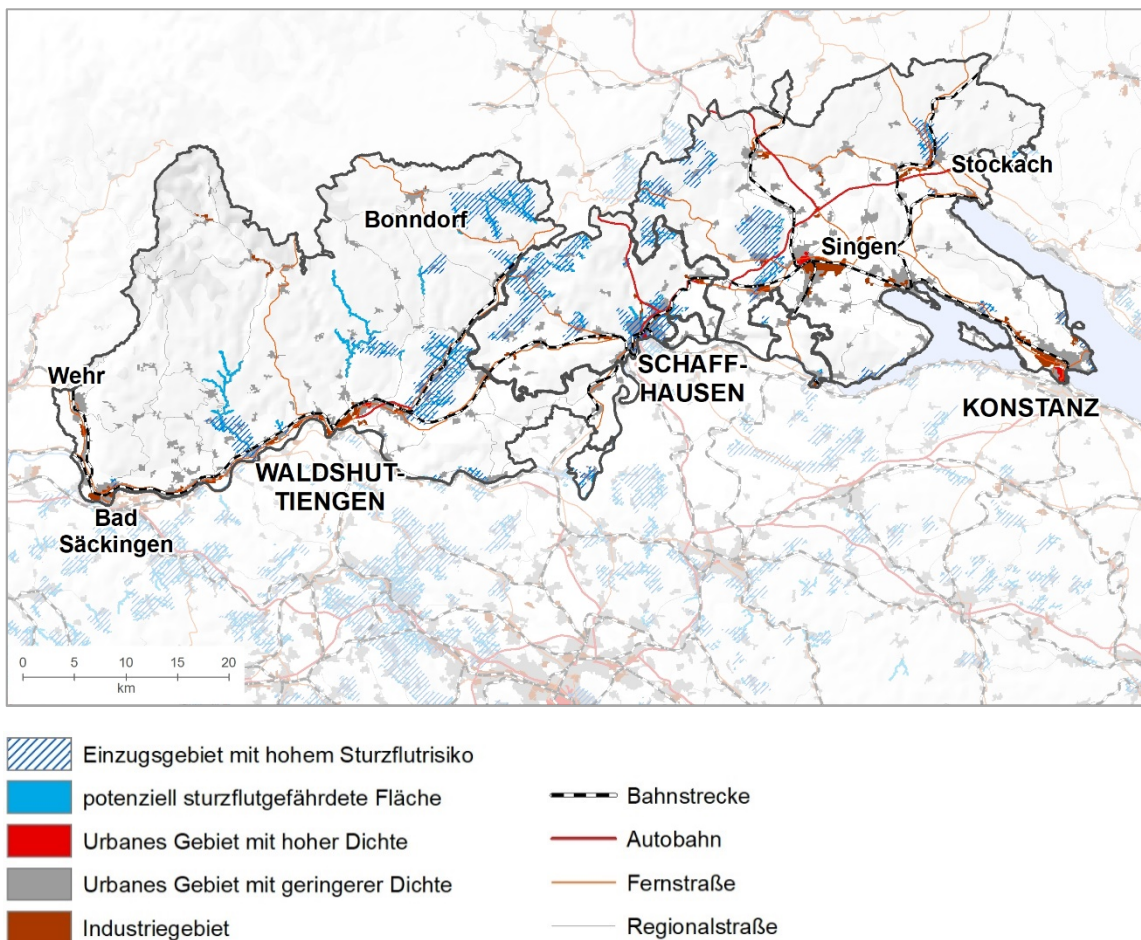 Stockach
Bonndorf
Singen
Wehr
SCHAFF-
HAUSEN
KONSTANZ
WALDSHUT-
TIENGEN
Bad
Säckingen
0 5 10 15 20
km
Einzugsgebiet mit hohem Sturzflutrisiko
potenziell sturzflutgefährdete Fläche
Urbanes Gebiet mit hoher Dichte
Urbanes Gebiet mit geringerer Dichte
Industriegebiet
Bahnstrecke
Autobahn
Fernstraße
Regionalstraße